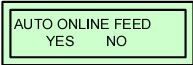 AUTO ONLINE FEED
YES NO